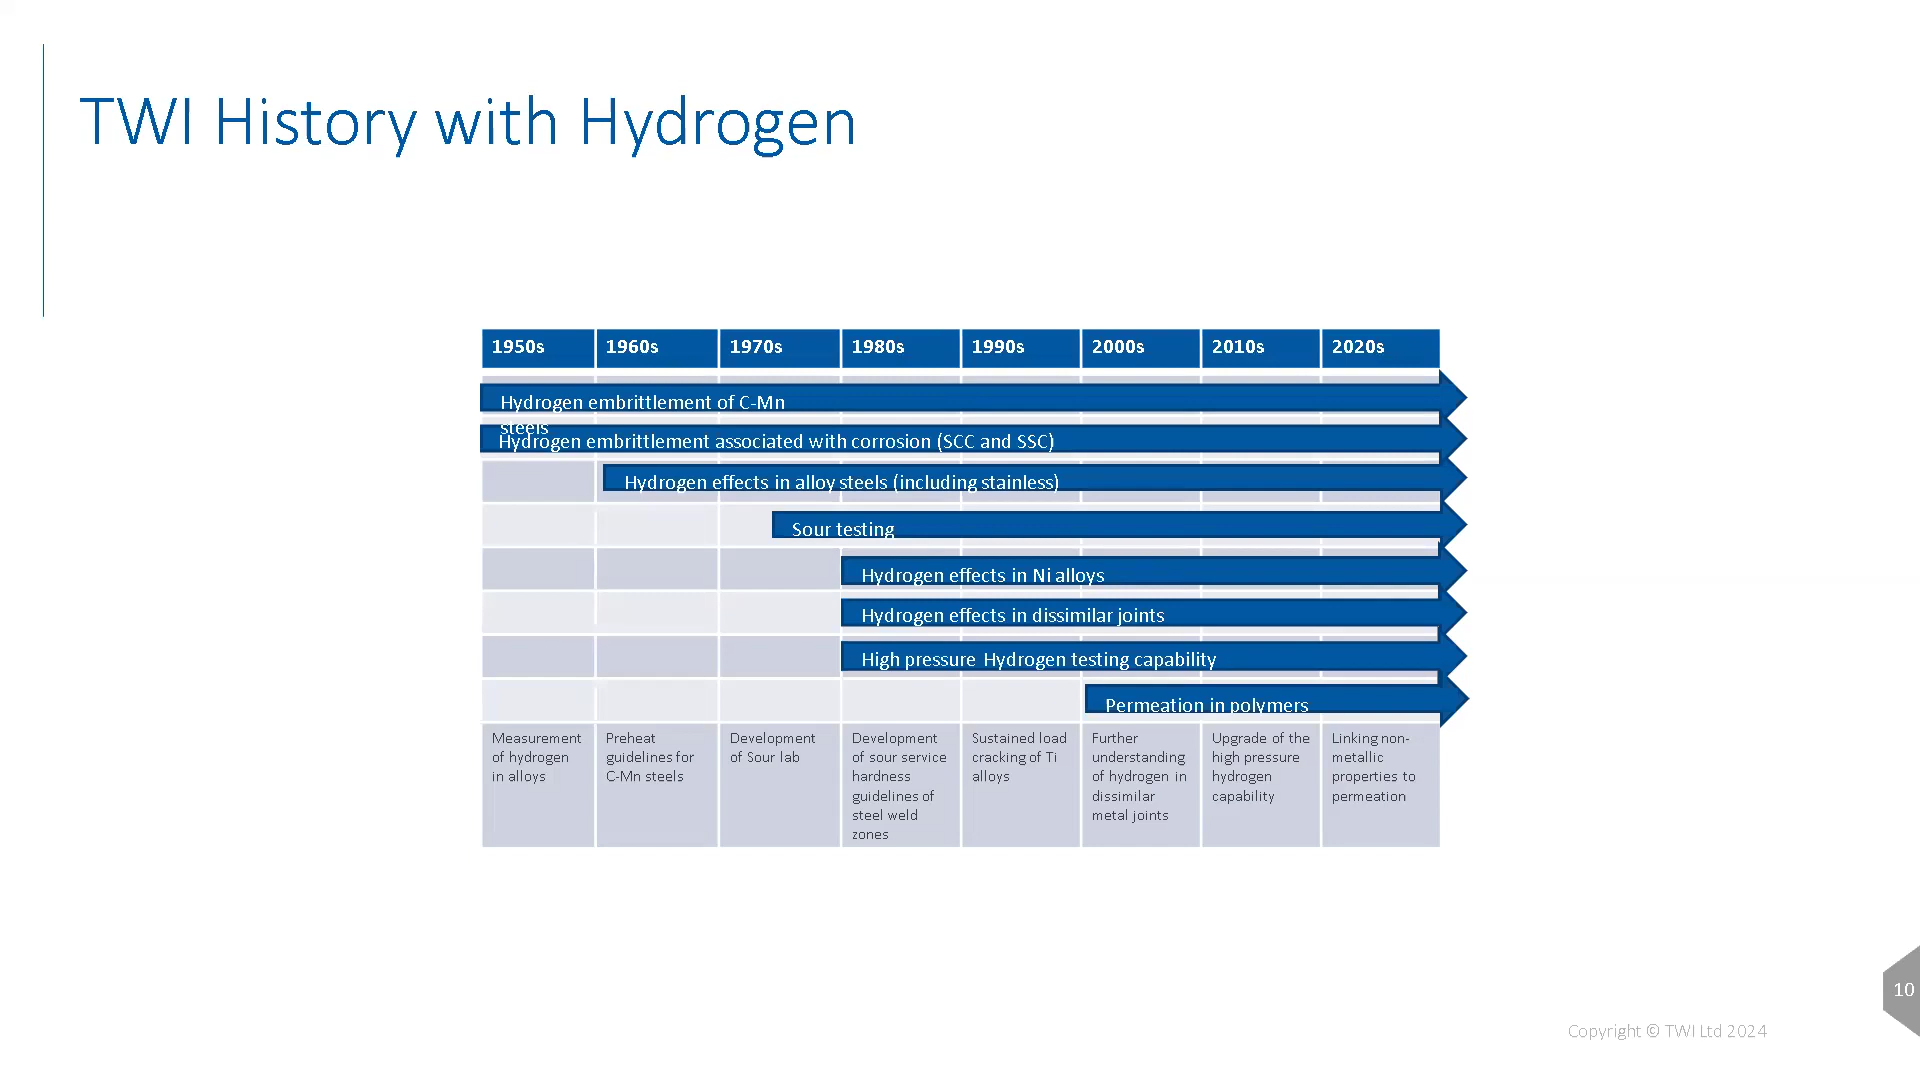 TWI History with Hydrogen
1950s 1960s 1970s 1980s 1990s 2000s 2010s 2020s
Hydrogen embrittlement of C-Mn
steels
Hydrogen embrittlement associated with corrosion (SCC and SSC)
Hydrogen effects in alloy steels (including stainless)
Sour testing
Hydrogen effects in Ni alloys
Hydrogen effects in dissimilar joints
High pressure Hydrogen testing capability
Permeation in polymers
Measurement
of hydrogen
in alloys
Preheat
guidelines for
C-Mn steels
Development
of Sour lab
Development
of sour service
hardness
guidelines of
steel weld
zones
Sustained load
cracking of Ti
alloys
Further
understanding
of hydrogen in
dissimilar
metal joints
Upgrade of the
high pressure
hydrogen
capability
Linking non-
metallic
properties to
permeation
10
Copyright © TWI Ltd 2024